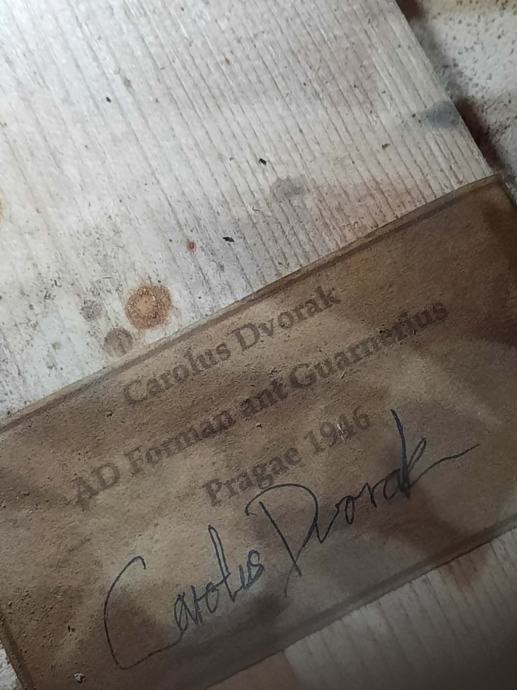 Carolus Dvorak
AD Forman ant Guarnerius
Pragae 1946
Carolus Dvorak